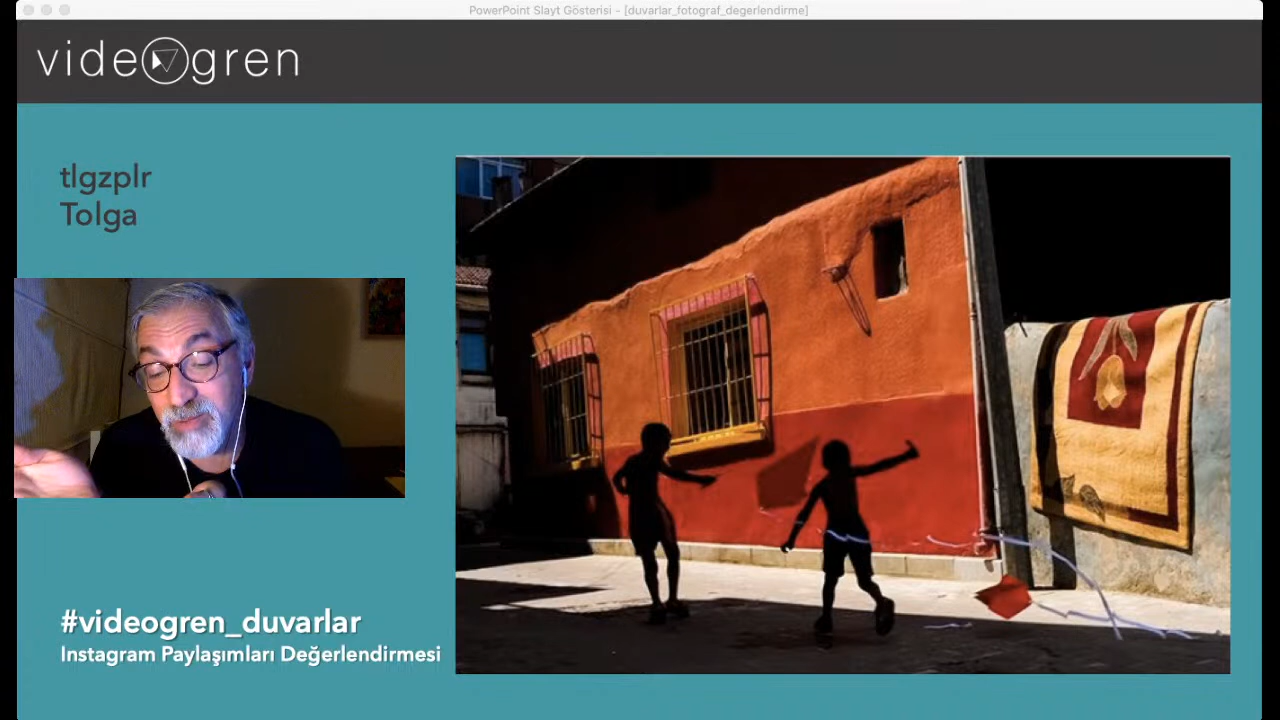 PowerPoint Slayt Gösterisi - [duvarlar_fotograf_degerlendirme]
videogren
tlgzplr
Tolga
#videogren_duvarlar
Instagram Paylaşımları Değerlendirmesi